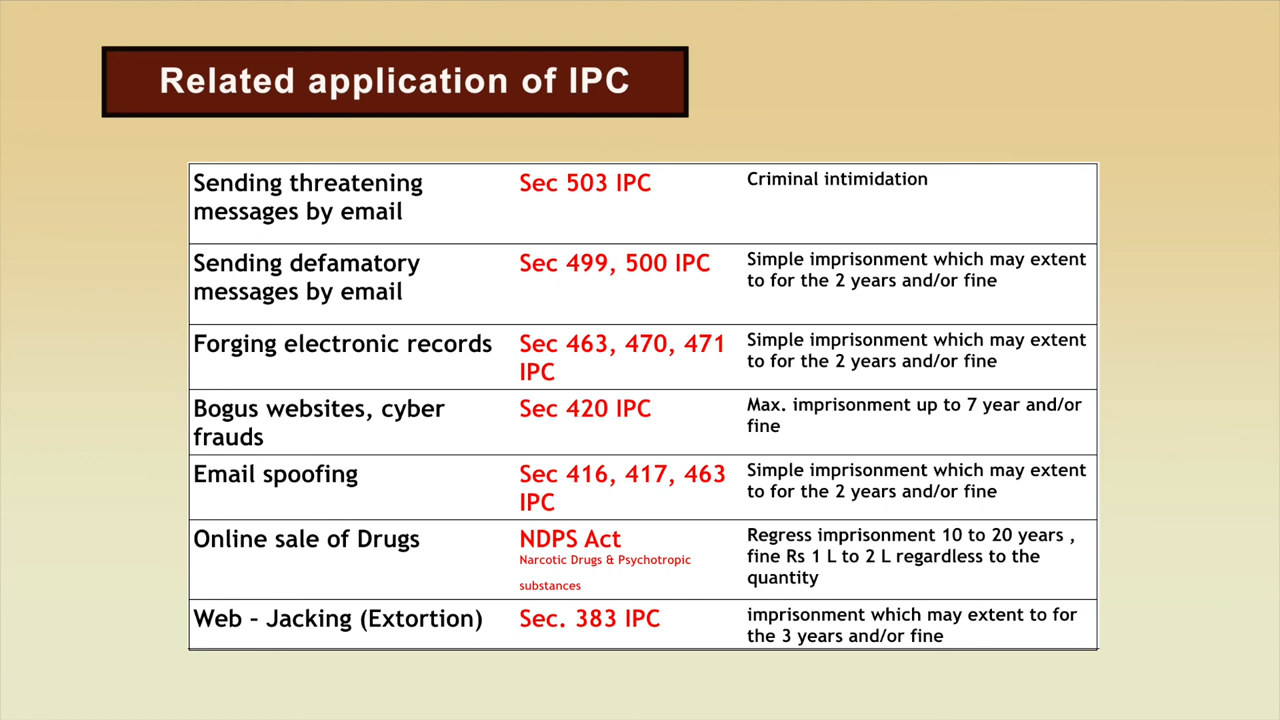 Related application of IPC
Sending threatening
messages by email
Sec 503 IPC
Criminal intimidation
Sending defamatory
messages by email
Sec 499, 500 IPC
Simple imprisonment which may extent
to for the 2 years and/or fine
Forging electronic records
Sec 463, 470, 471
IPC
Simple imprisonment which may extent
to for the 2 years and/or fine
Bogus websites, cyber
frauds
Sec 420 IPC
Max. imprisonment up to 7 year and/or
fine
Email spoofing
Sec 416, 417, 463
IPC
Simple imprisonment which may extent
to for the 2 years and/or fine
Online sale of Drugs
NDPS Act
Narcotic Drugs & Psychotropic
substances
Regress imprisonment 10 to 20 years ,
fine Rs 1 L to 2 L regardless to the
quantity
Web – Jacking (Extortion)
Sec. 383 IPC
imprisonment which may extent to for
the 3 years and/or fine